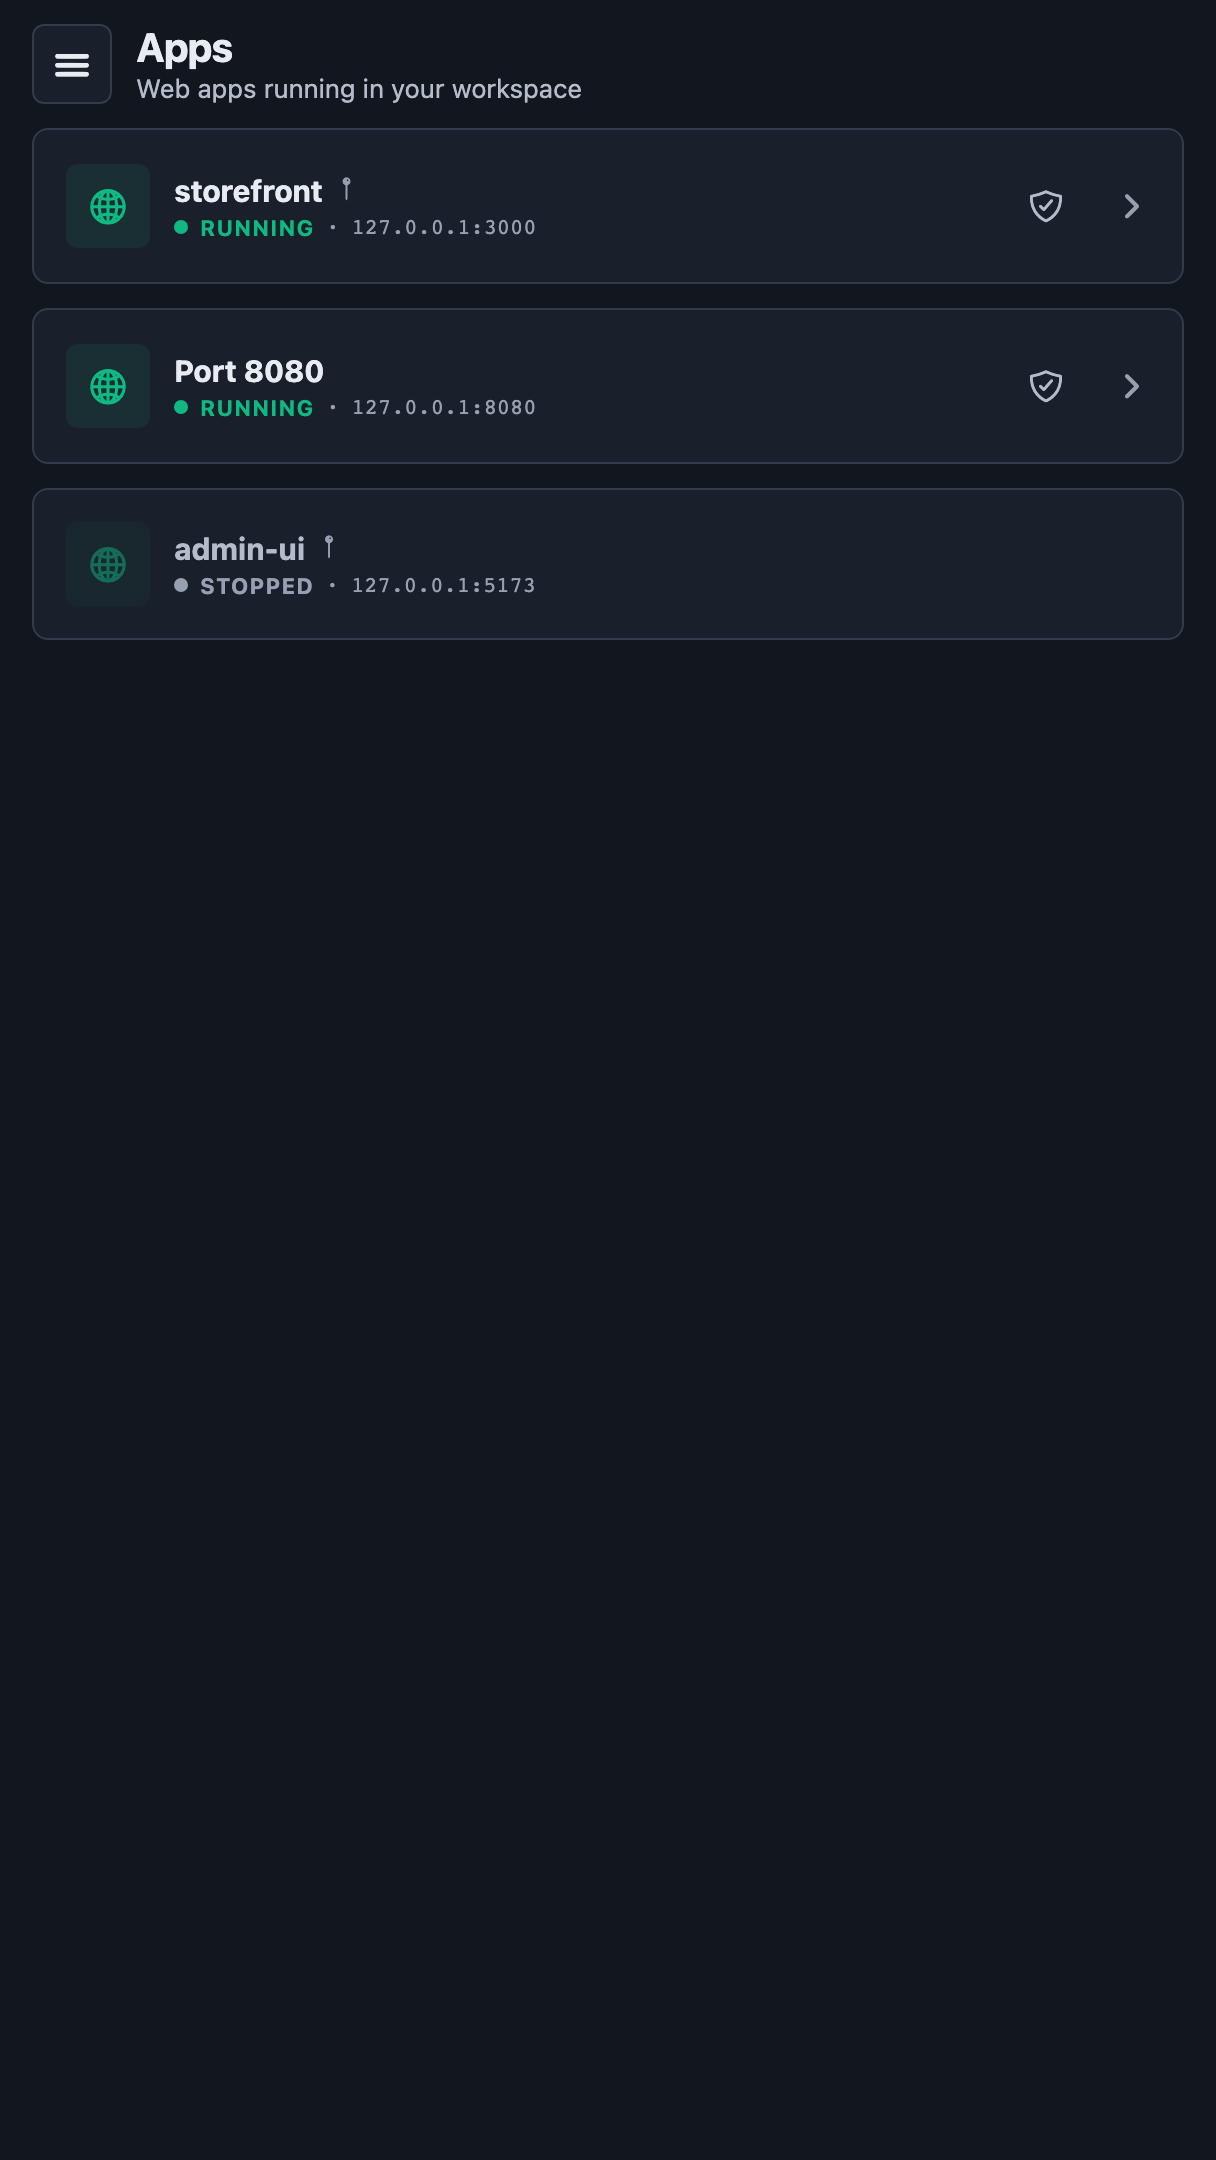 Apps
Web apps running in your workspace
storefront
RUNNING · 127.0.0.1:3000
Port 8080
RUNNING · 127.0.0.1:8080
admin-ui
STOPPED · 127.0.0.1:5173